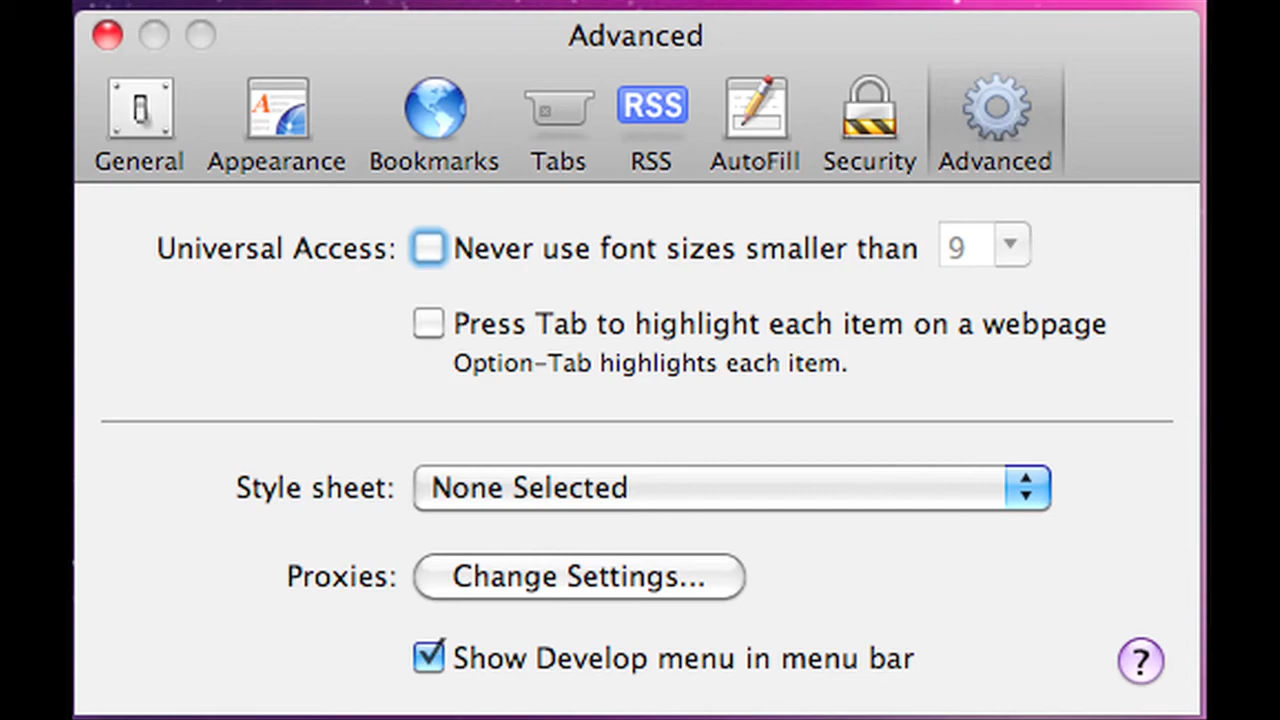 Advanced
General Appearance Bookmarks Tabs RSS RSS AutoFill Security Advanced
Universal Access: Never use font sizes smaller than 9
Press Tab to highlight each item on a webpage
Option-Tab highlights each item.
Style sheet: None Selected
Proxies: Change Settings...
Show Develop menu in menu bar ?